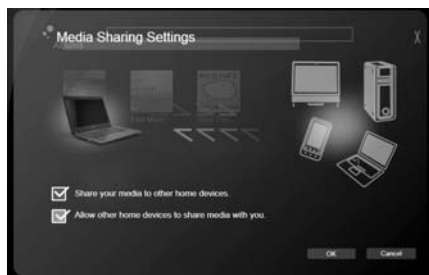 Media Sharing Settings
X
Share your media to other home devices.
Allow other home devices to share media with you.
OK
Cancel